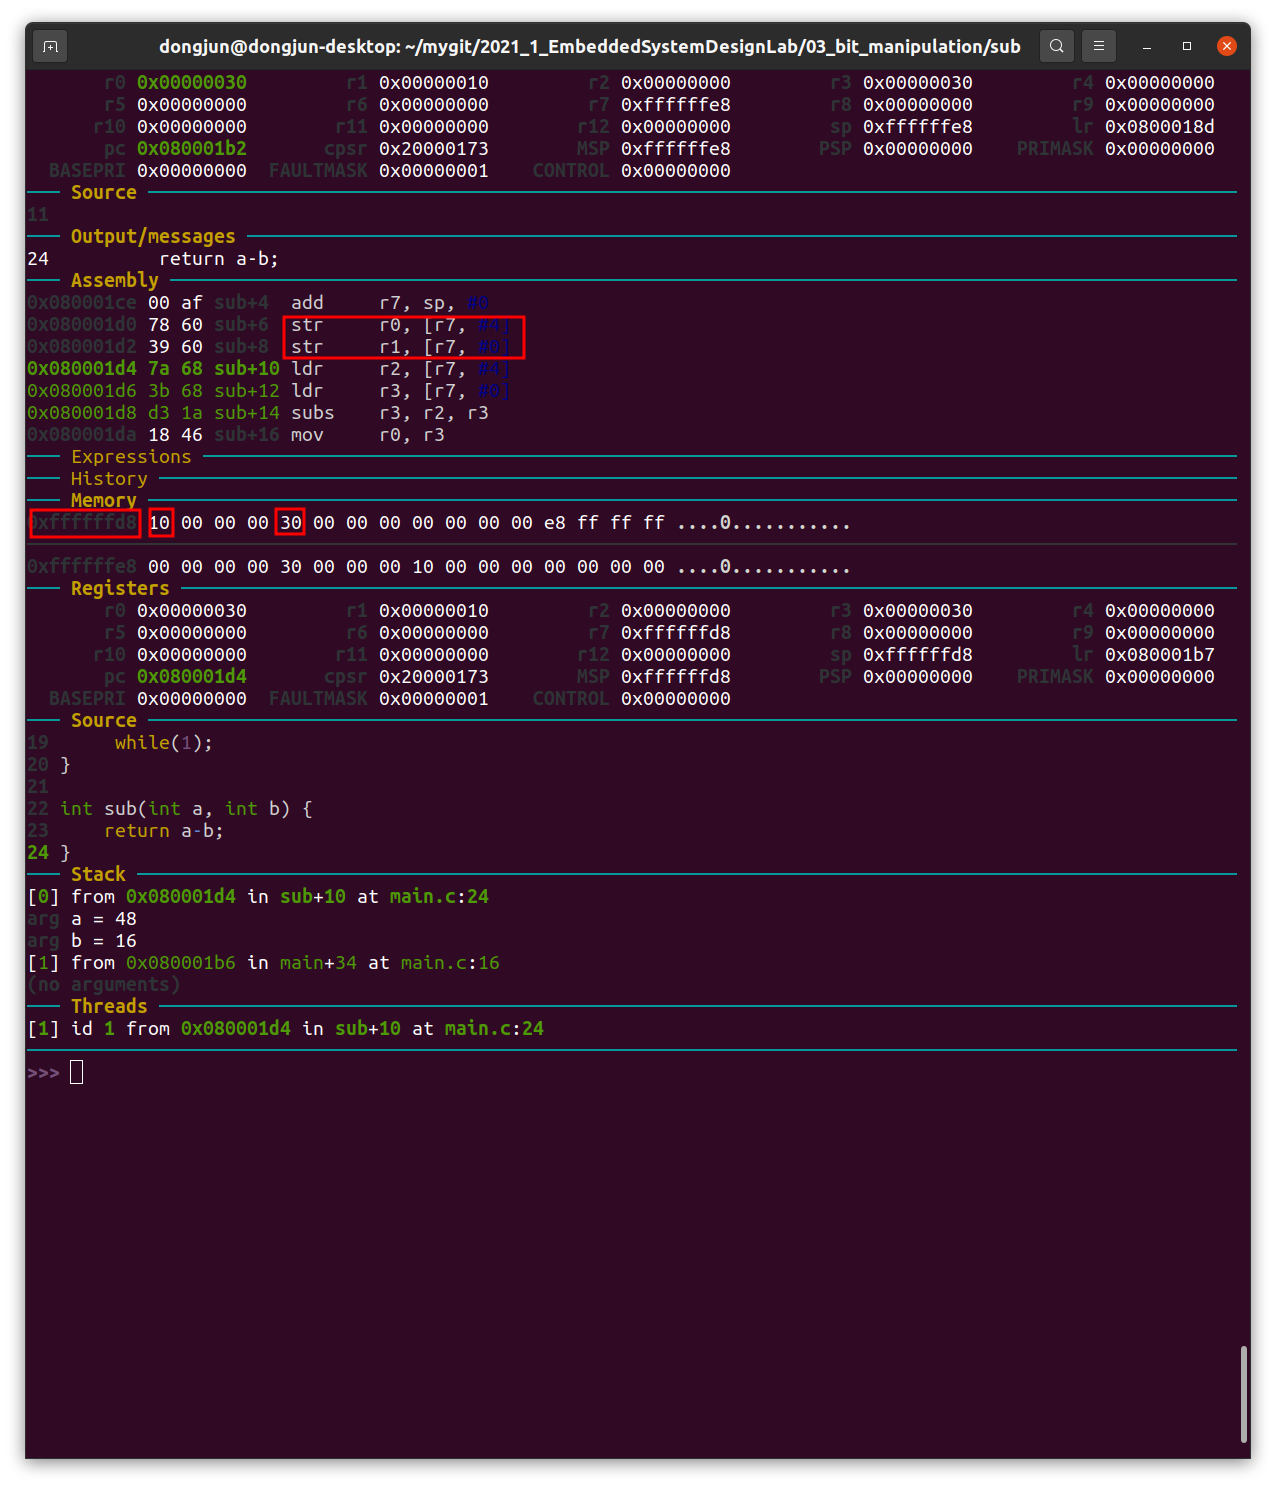 dongjun@dongjun-desktop: ~/mygit/2021_1_EmbeddedSystemDesignLab/03_bit_manipulation/sub
r0 0x00000030 r1 0x00000010 r2 0x00000000 r3 0x00000030 r4 0x00000000
r5 0x00000000 r6 0x00000000 r7 0xffffffe8 r8 0x00000000 r9 0x00000000
r10 0x00000000 r11 0x00000000 r12 0x00000000 sp 0xffffffe8 lr 0x0800018d
pc 0x080001b2 cpsr 0x20000173 MSP 0xffffffe8 PSP 0x00000000 PRIMASK 0x00000000
BASEPRI 0x00000000 FAULTMASK 0x00000001 CONTROL 0x00000000
Source
11
Output/messages
24 return a-b;
Assembly
0x080001ce 00 af sub+4 add r7, sp, #0
0x080001d0 78 60 sub+6 str r0, [r7, #4]
0x080001d2 39 60 sub+8 str r1, [r7, #0]
0x080001d4 7a 68 sub+10 ldr r2, [r7, #4]
0x080001d6 3b 68 sub+12 ldr r3, [r7, #0]
0x080001d8 d3 1a sub+14 subs r3, r2, r3
0x080001da 18 46 sub+16 mov r0, r3
Expressions
History
Memory
0xffffffd8 10 00 00 00 30 00 00 00 00 00 00 00 e8 ff ff ff ....0...........
0xffffffe8 00 00 00 00 30 00 00 00 10 00 00 00 00 00 00 00 ....0...........
Registers
r0 0x00000030 r1 0x00000010 r2 0x00000000 r3 0x00000030 r4 0x00000000
r5 0x00000000 r6 0x00000000 r7 0xffffffd8 r8 0x00000000 r9 0x00000000
r10 0x00000000 r11 0x00000000 r12 0x00000000 sp 0xffffffd8 lr 0x080001b7
pc 0x080001d4 cpsr 0x20000173 MSP 0xffffffd8 PSP 0x00000000 PRIMASK 0x00000000
BASEPRI 0x00000000 FAULTMASK 0x00000001 CONTROL 0x00000000
Source
19 while(1);
20 }
21
22 int sub(int a, int b) {
23 return a-b;
24 }
Stack
[0] from 0x080001d4 in sub+10 at main.c:24
arg a = 48
arg b = 16
[1] from 0x080001b6 in main+34 at main.c:16
(no arguments)
Threads
[1] id 1 from 0x080001d4 in sub+10 at main.c:24
>>>